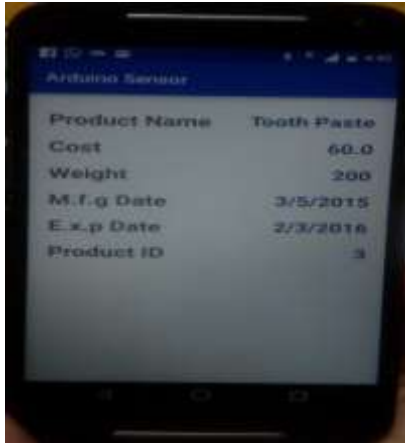 Arduino Sensor
Product Name Tooth Paste
Cost 60.0
Weight 200
M.f.g Date 3/5/2015
E.x.p Date 2/3/2016
Product ID 3